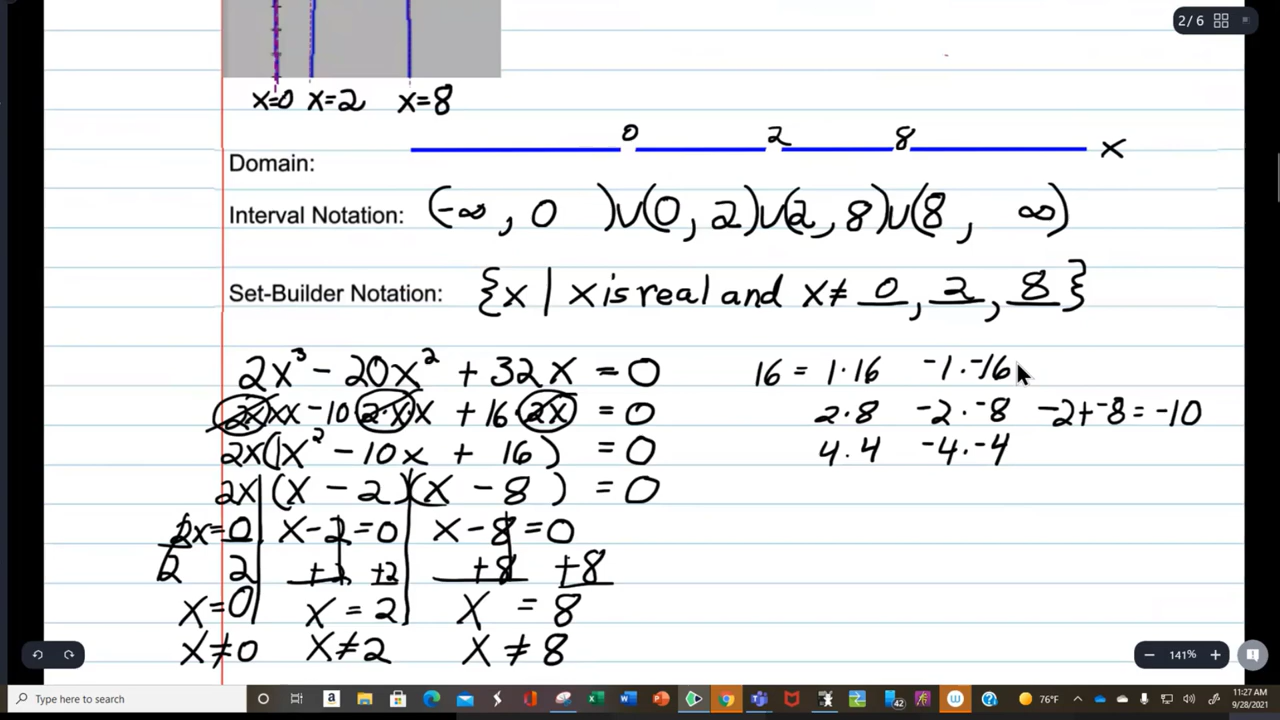 2/6
x=0 x=2 x=8
0 2 8 x
Domain:
Interval Notation: (-∞, 0 )∪(0, 2)∪(2, 8)∪(8, ∞)
Set-Builder Notation: {x | x is real and x≠ 0, 2, 8}
2x³ - 20x² + 32x = 0 16 = 1·16 -1·-16
2xxx -10 2·x·x + 16·2x = 0 2·8 -2·-8 -2+-8=-10
2x(1x² - 10x + 16) = 0 4·4 -4·-4
2x(x - 2)(x - 8) = 0
2x=0 x-2=0 x-8=0
2 2 +2 +2 +8 +8
x=0 x=2 x=8
x≠0 x≠2 x≠8
141%
Type here to search
42
76°F
11:27 AM
9/28/2021